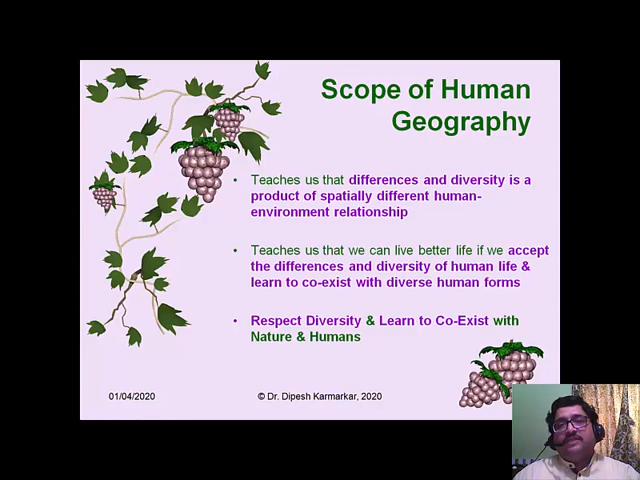 Scope of Human
Geography
• Teaches us that differences and diversity is a
product of spatially different human-
environment relationship
• Teaches us that we can live better life if we accept
the differences and diversity of human life &
learn to co-exist with diverse human forms
• Respect Diversity & Learn to Co-Exist with
Nature & Humans
01/04/2020
© Dr. Dipesh Karmarkar, 2020